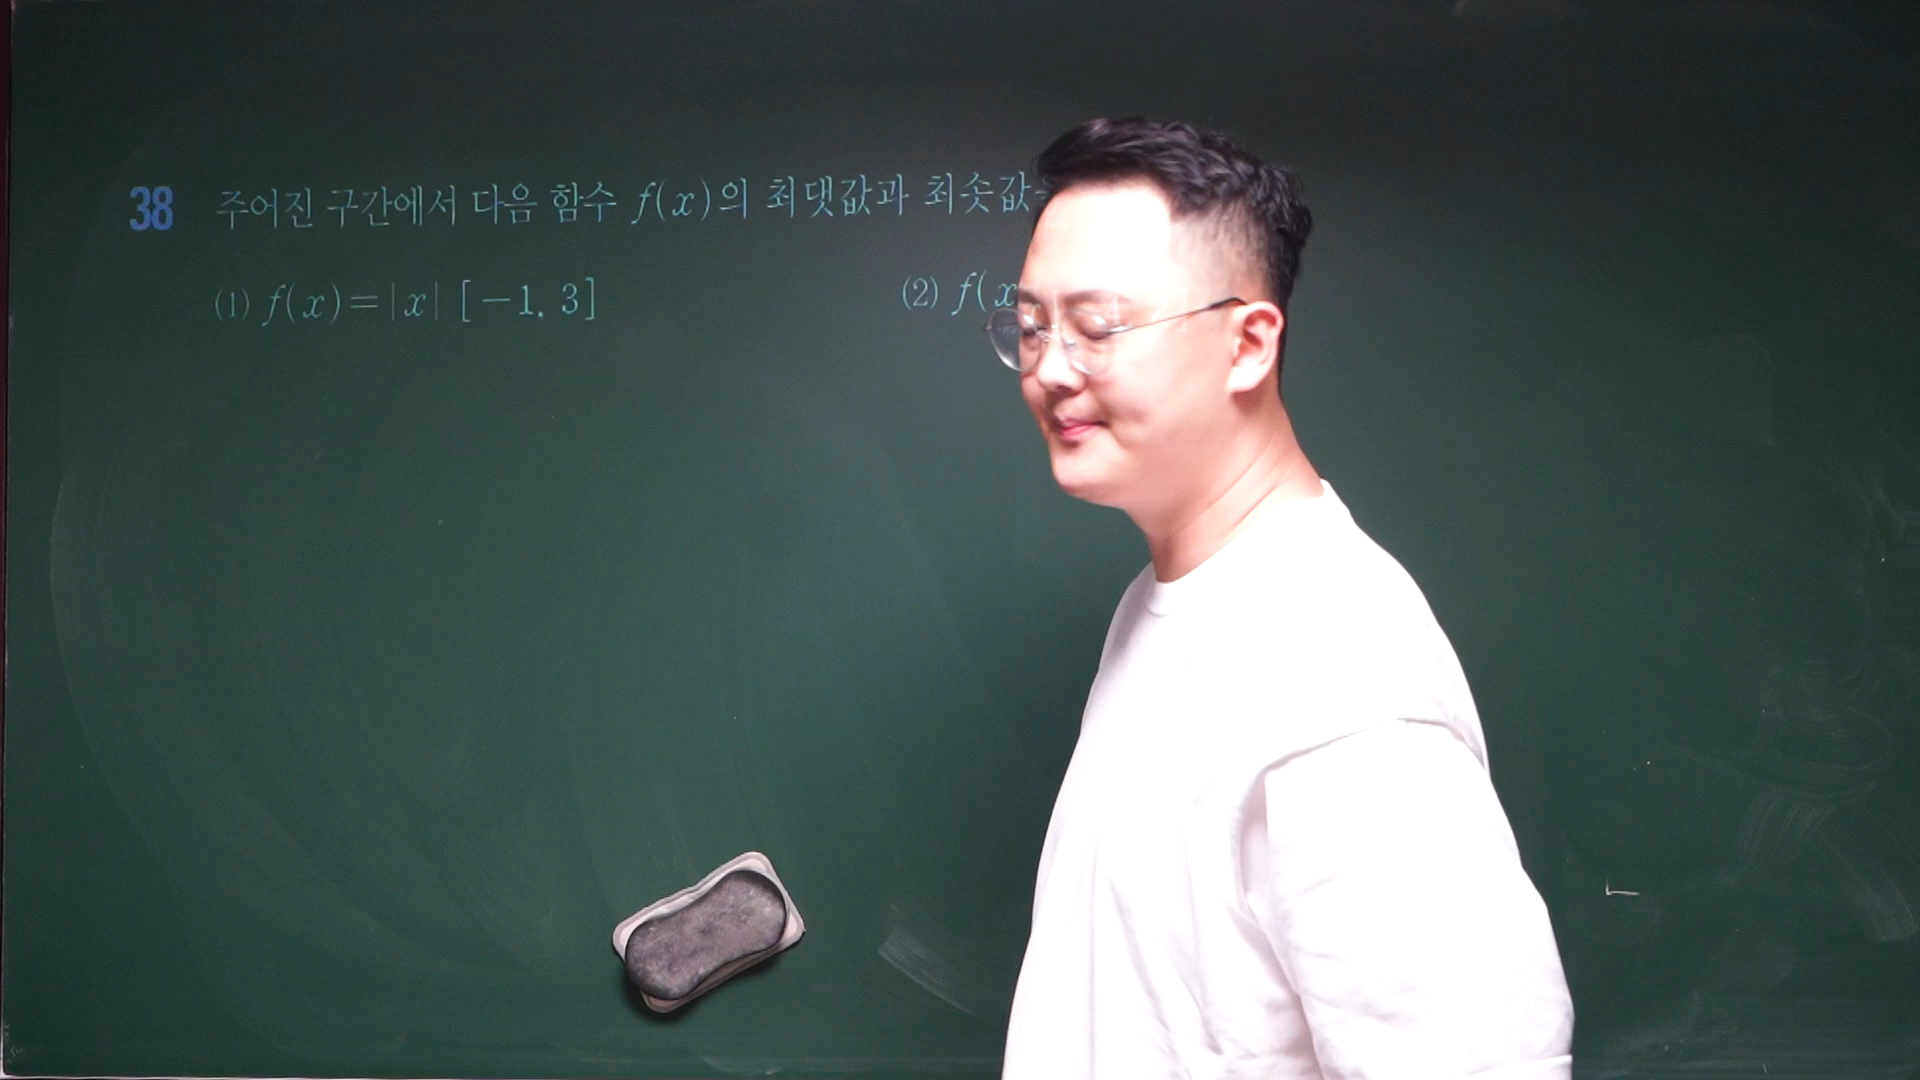 38 주어진 구간에서 다음 함수 f(x)의 최댓값과 최솟값
(1) f(x)=|x| [-1, 3] (2) f(x